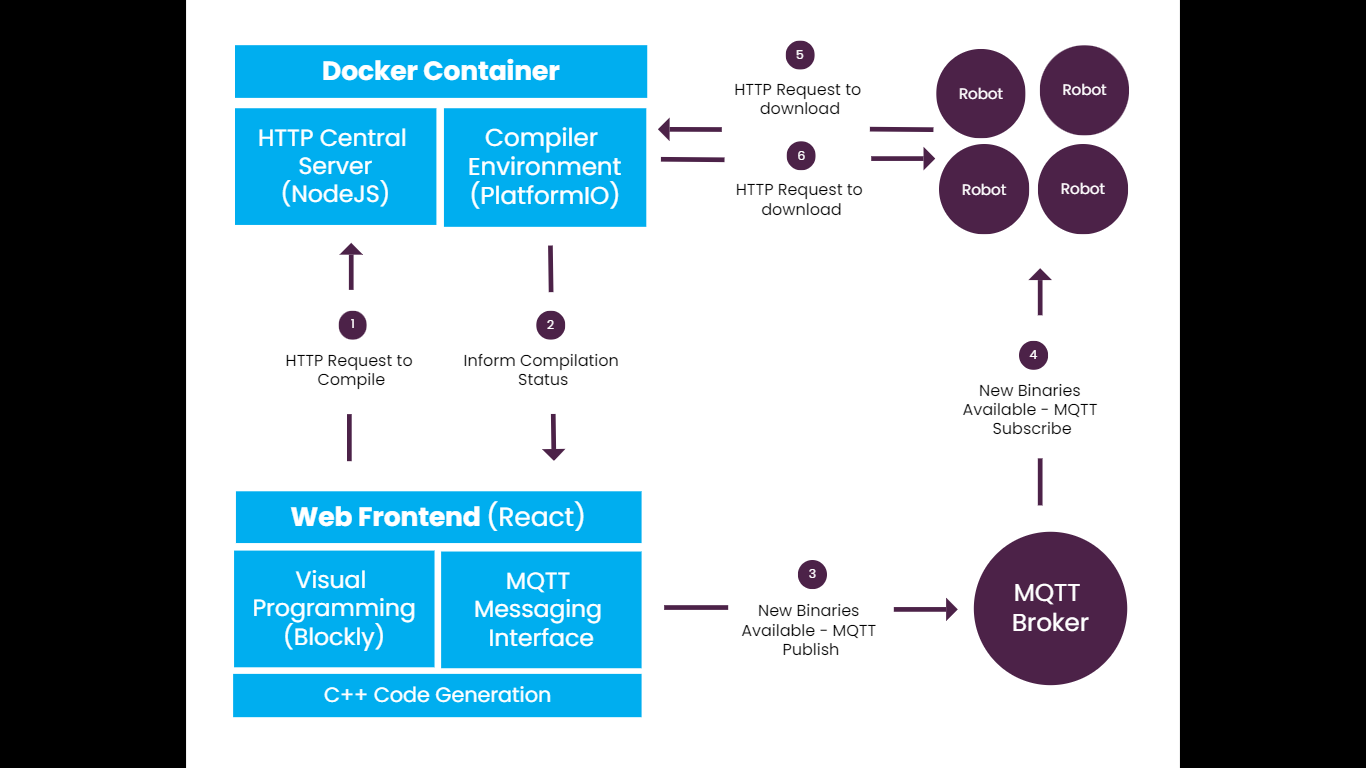 Docker Container
HTTP Central
Server
(NodeJS)
Compiler
Environment
(PlatformIO)
5
HTTP Request to
download
6
HTTP Request to
download
Robot
Robot
Robot
Robot
1
HTTP Request to
Compile
2
Inform Compilation
Status
4
New Binaries
Available - MQTT
Subscribe
Web Frontend (React)
Visual
Programming
(Blockly)
MQTT
Messaging
Interface
C++ Code Generation
3
New Binaries
Available - MQTT
Publish
MQTT
Broker